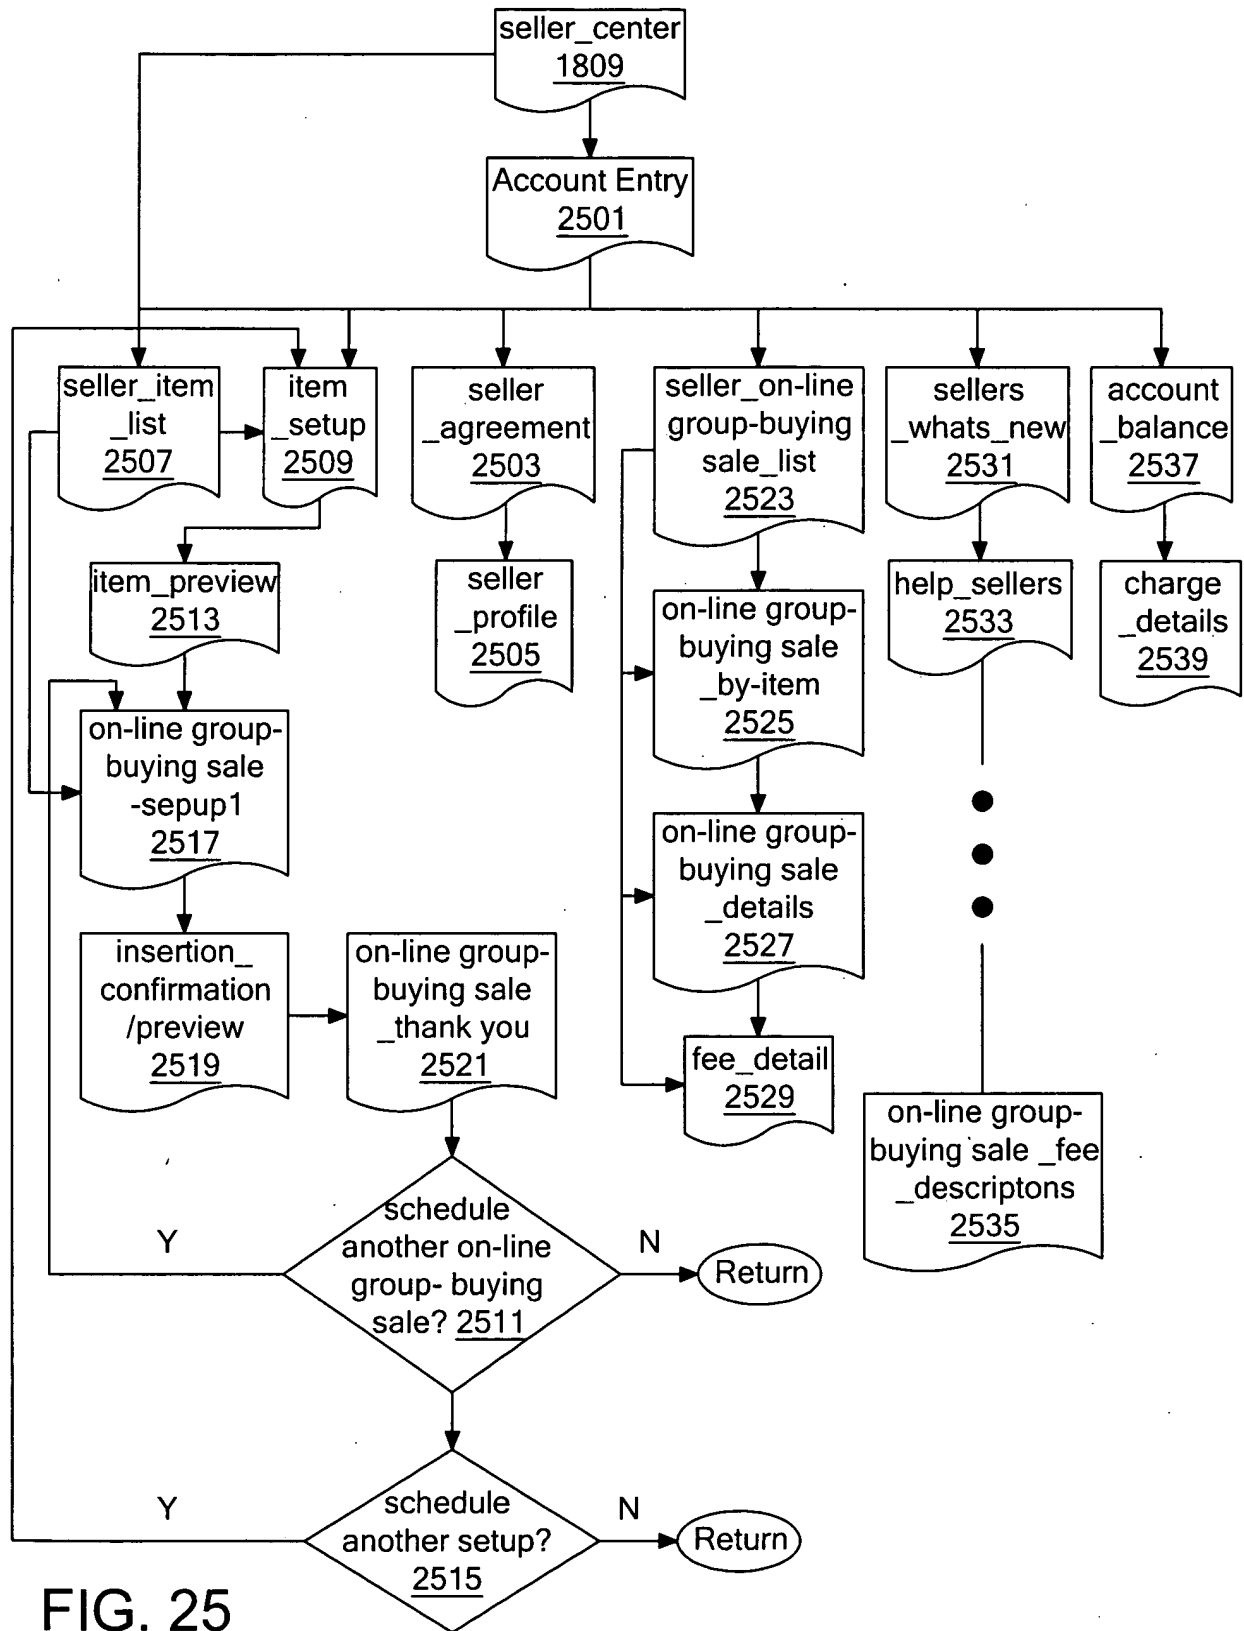 seller_center
1809
Account Entry
2501
seller_item
_list
2507
item
_setup
2509
seller
_agreement
2503
seller_on-line
group-buying
sale_list
2523
sellers
_whats_new
2531
account
_balance
2537
item_preview
2513
seller
_profile
2505
on-line group-
buying sale
_by-item
2525
help_sellers
2533
charge
_details
2539
on-line group-
buying sale
-sepup1
2517
on-line group-
buying sale
_details
2527
insertion_
confirmation
/preview
2519
on-line group-
buying sale
_thank you
2521
fee_detail
2529
on-line group-
buying sale _fee
_descriptons
2535
schedule
another on-line
group- buying
sale? 2511
Y
N
Return
schedule
another setup?
2515
Y
N
Return
FIG. 25